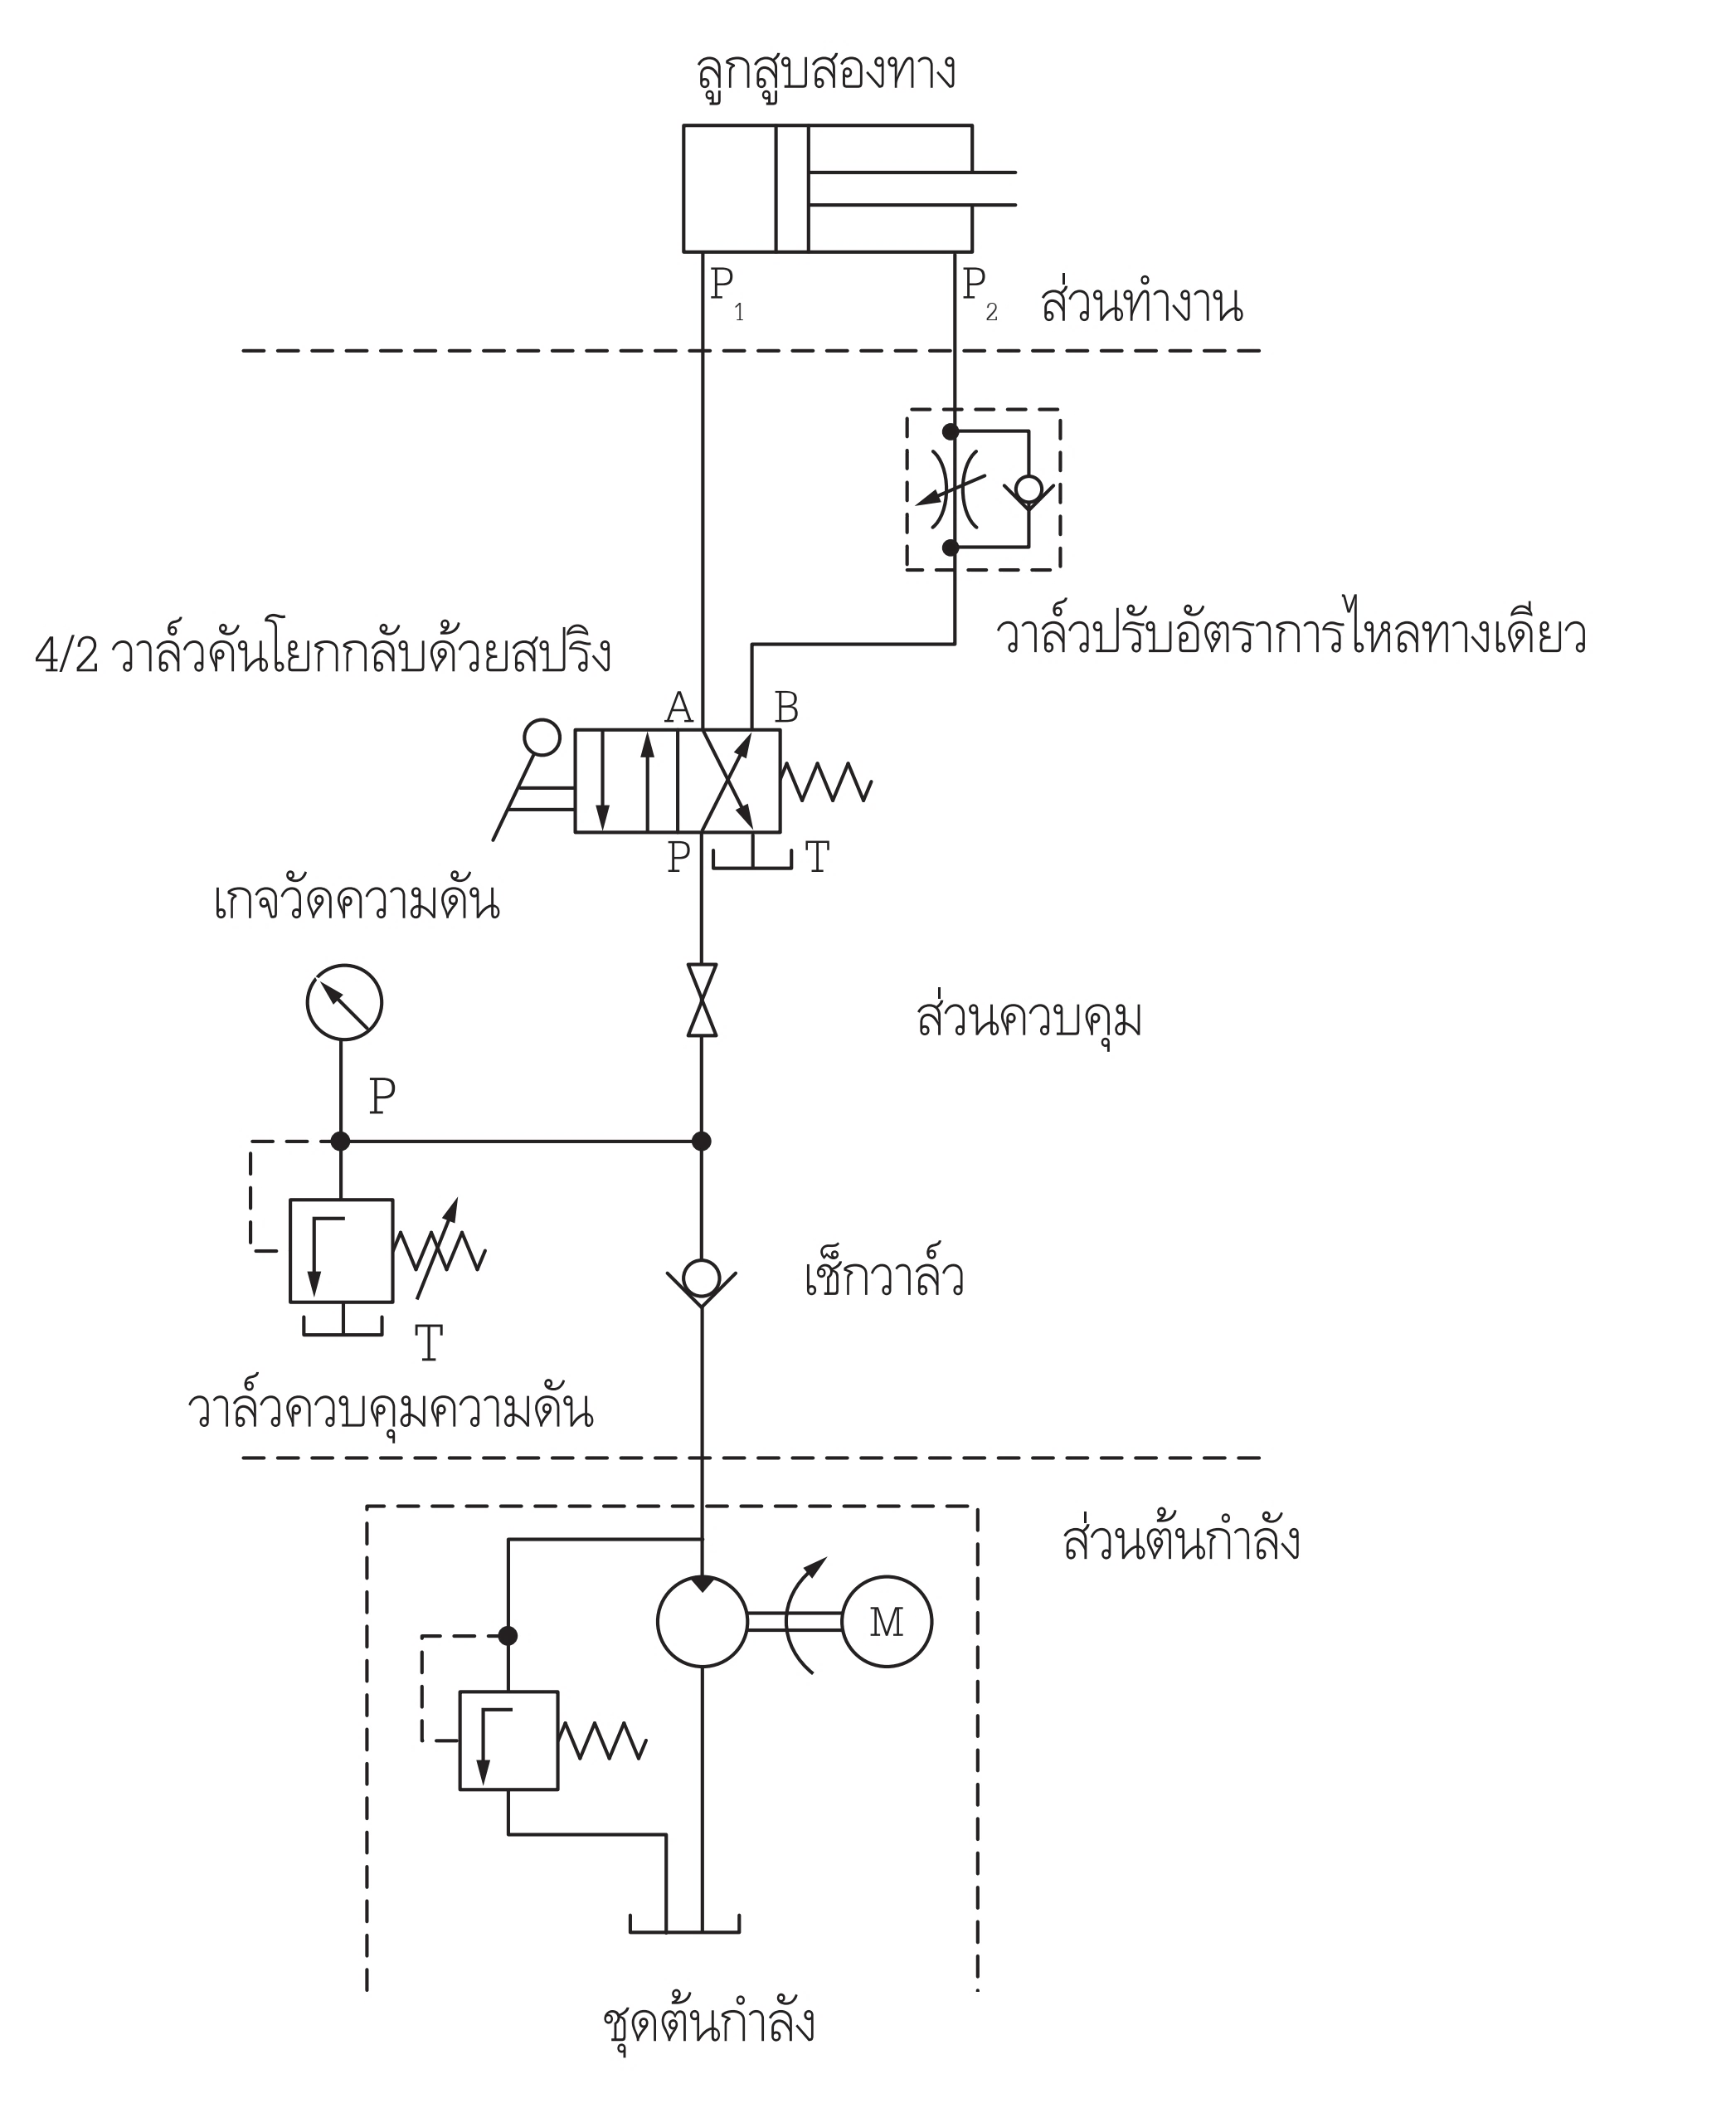 ลูกสูบสองทาง
P1
P2
ส่วนทำงาน
วาล์วปรับอัตราการไหลทางเดียว
4/2 วาล์วคันโยกกลับด้วยสปริง
A
B
P
T
เกจวัดความดัน
ส่วนควบคุม
P
เช็กวาล์ว
T
วาล์วควบคุมความดัน
ส่วนต้นกำลัง
M
ชุดต้นกำลัง